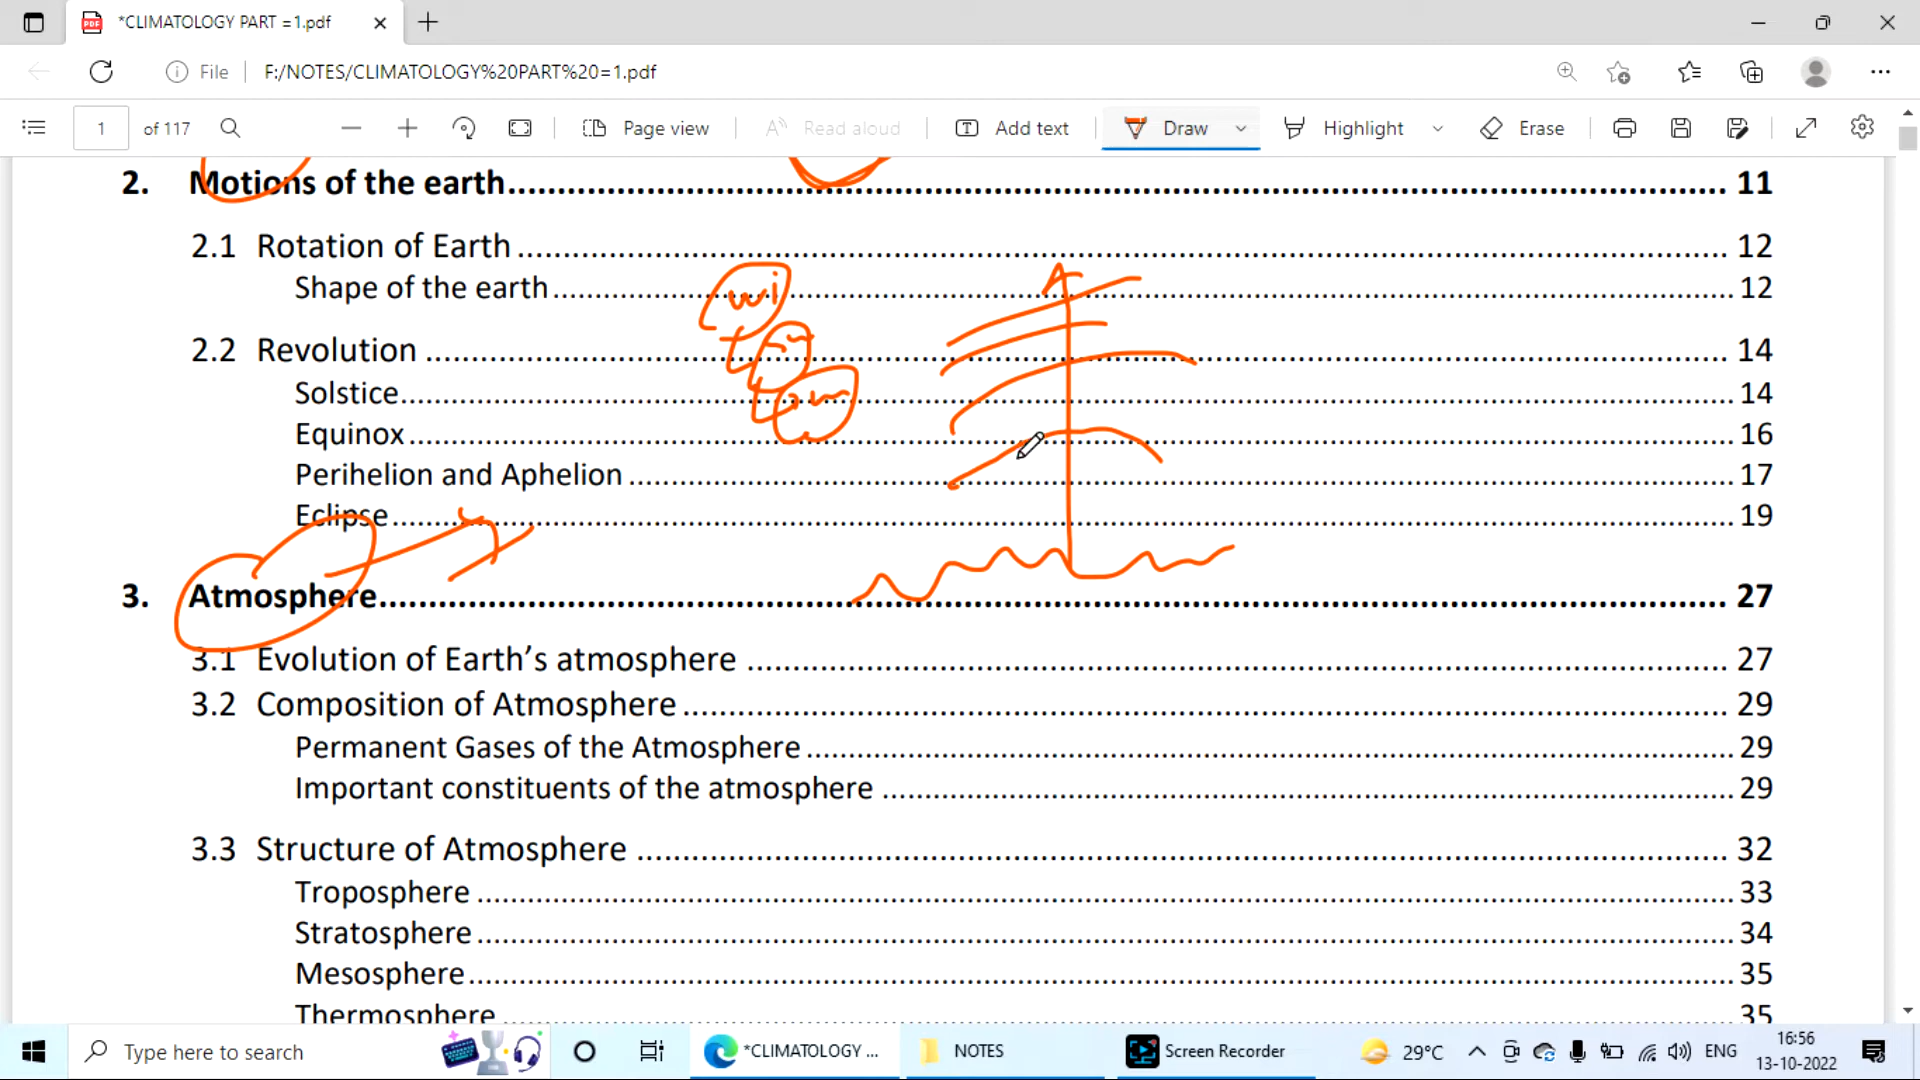 *CLIMATOLOGY PART =1.pdf
File F:/NOTES/CLIMATOLOGY%20PART%20=1.pdf
1 of 117 Page view Read aloud Add text Draw Highlight Erase
2. Motions of the earth 11
2.1 Rotation of Earth 12
Shape of the earth 12
wi
2.2 Revolution 14
Solstice 14
Equinox 16
Perihelion and Aphelion 17
Eclipse 19
3. Atmosphere 27
3.1 Evolution of Earth's atmosphere 27
3.2 Composition of Atmosphere 29
Permanent Gases of the Atmosphere 29
Important constituents of the atmosphere 29
3.3 Structure of Atmosphere 32
Troposphere 33
Stratosphere 34
Mesosphere 35
Thermosphere 35
Type here to search *CLIMATOLOGY ... NOTES Screen Recorder 29°C ENG 16:56
13-10-2022